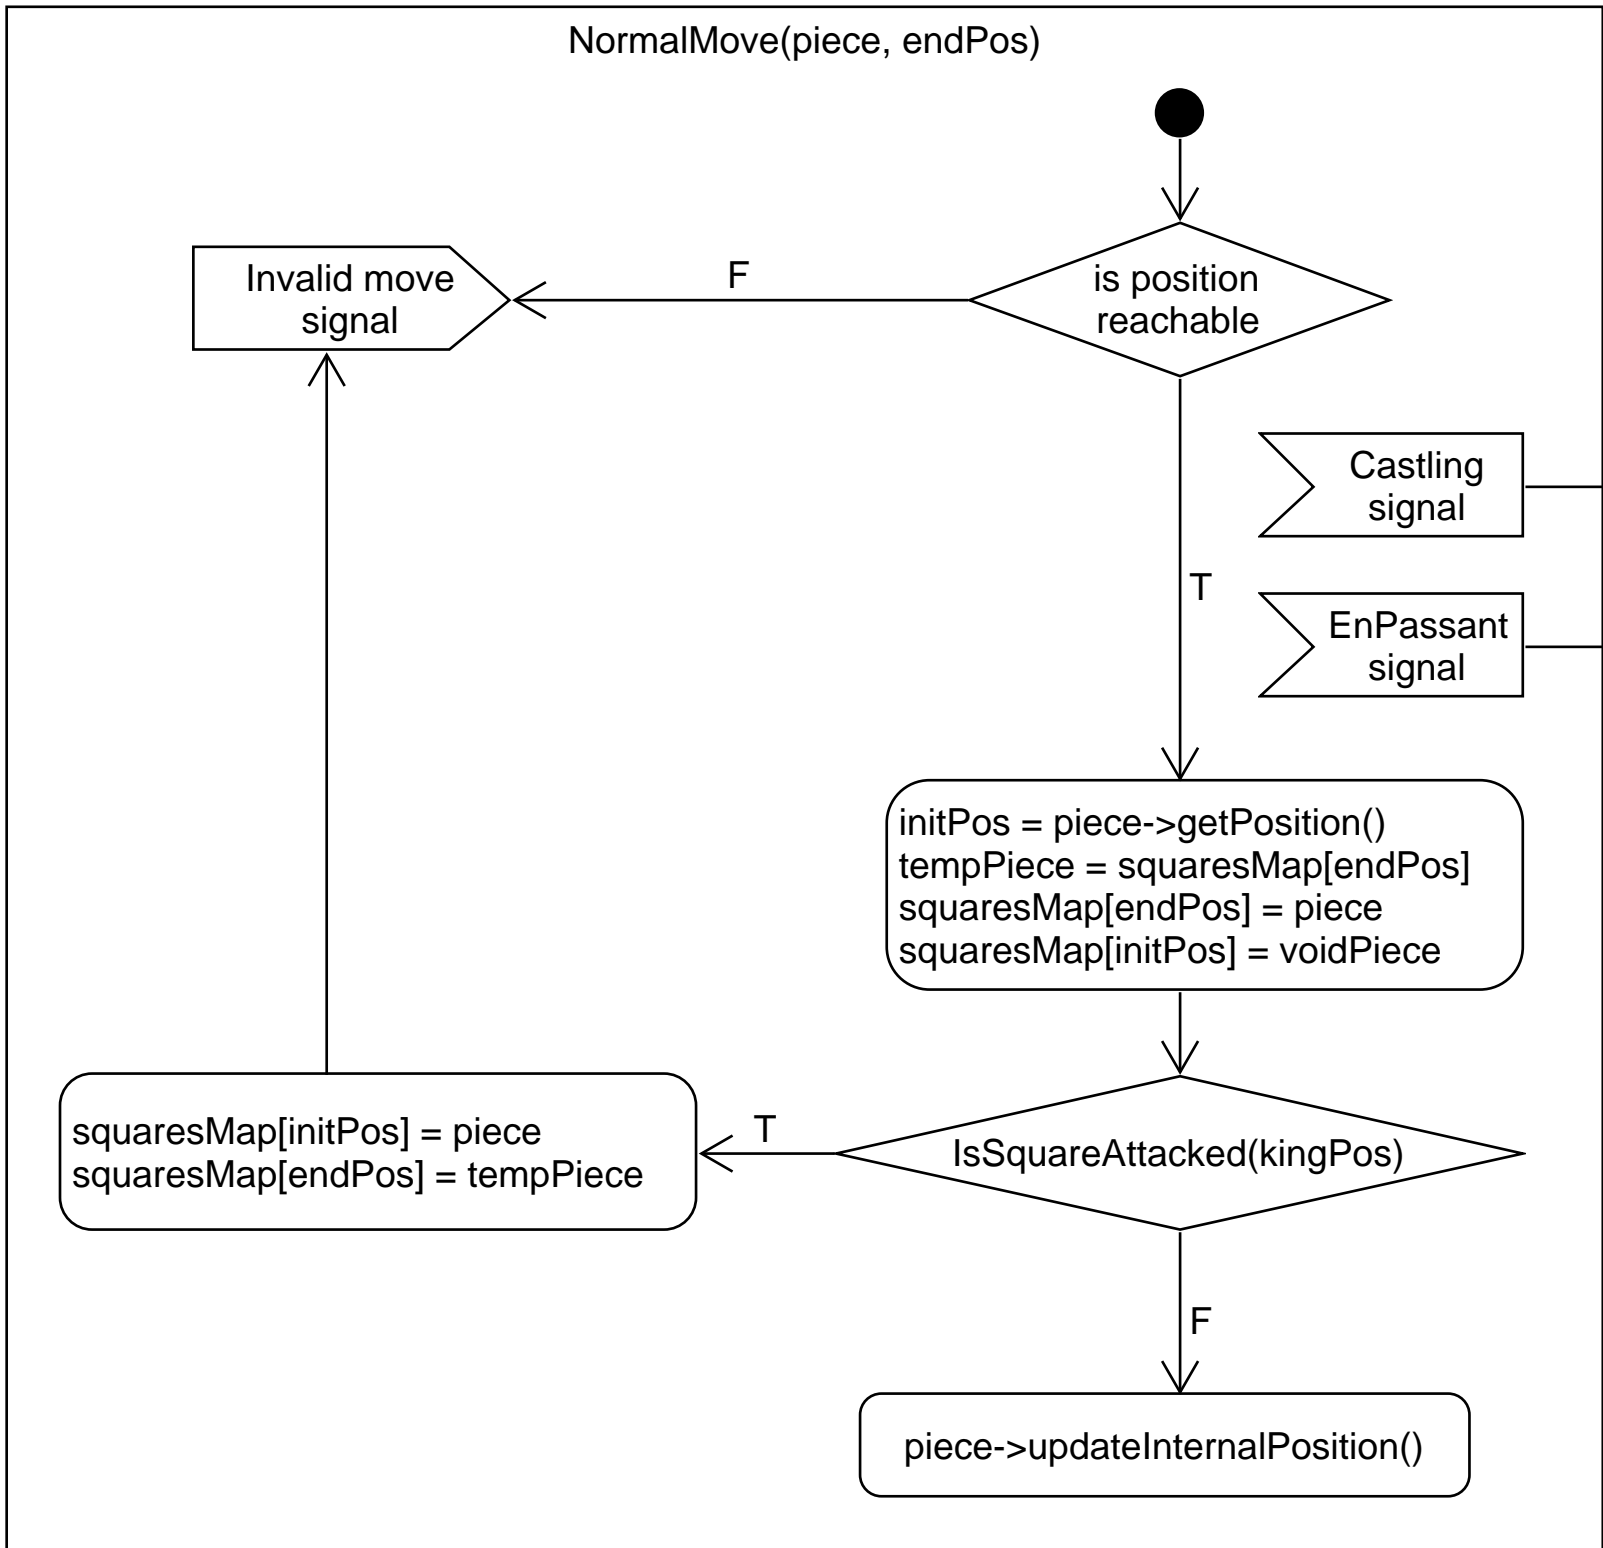 NormalMove(piece, endPos)
F
Invalid move
signal
is position
reachable
Castling
signal
T
EnPassant
signal
initPos = piece->getPosition()
tempPiece = squaresMap[endPos]
squaresMap[endPos] = piece
squaresMap[initPos] = voidPiece
squaresMap[initPos] = piece
squaresMap[endPos] = tempPiece
T
IsSquareAttacked(kingPos)
F
piece->updateInternalPosition()